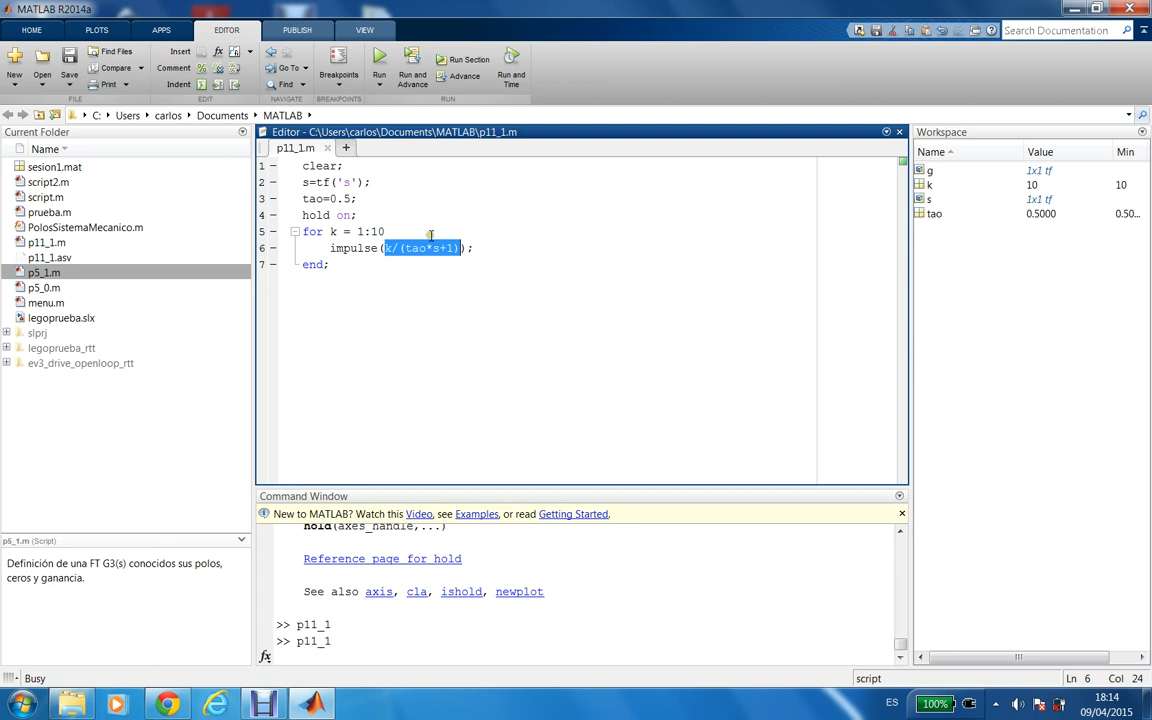 MATLAB R2014a
HOME PLOTS APPS EDITOR PUBLISH VIEW
Search Documentation
New Open Save Find Files Compare Print
Insert fx Comment Indent
Go To Find
Breakpoints
Run Run and Advance Run Section Advance Run and Time
FILE EDIT NAVIGATE BREAKPOINTS RUN
C: Users carlos Documents MATLAB
Current Folder
Name
sesion1.mat
script2.m
script.m
prueba.m
PolosSistemaMecanico.m
p11_1.m
p11_1.asv
p5_1.m
p5_0.m
menu.m
legoprueba.slx
slprj
legoprueba_rtt
ev3_drive_openloop_rtt
p5_1.m (Script)
Definición de una FT G3(s) conocidos sus polos,
ceros y ganancia.
Editor - C:\Users\carlos\Documents\MATLAB\p11_1.m
p11_1.m
1 clear;
2 s=tf('s');
3 tao=0.5;
4 hold on;
5 for k = 1:10
6 impulse(k/(tao*s+1));
7 end;
Command Window
New to MATLAB? Watch this Video, see Examples, or read Getting Started.
hold(axes_handle,...)
Reference page for hold
See also axis, cla, ishold, newplot
>> p11_1
>> p11_1
fx
Workspace
Name Value Min
g 1x1 tf
k 10 10
s 1x1 tf
tao 0.5000 0.50...
Busy
script Ln 6 Col 24
ES 100% 18:14
09/04/2015